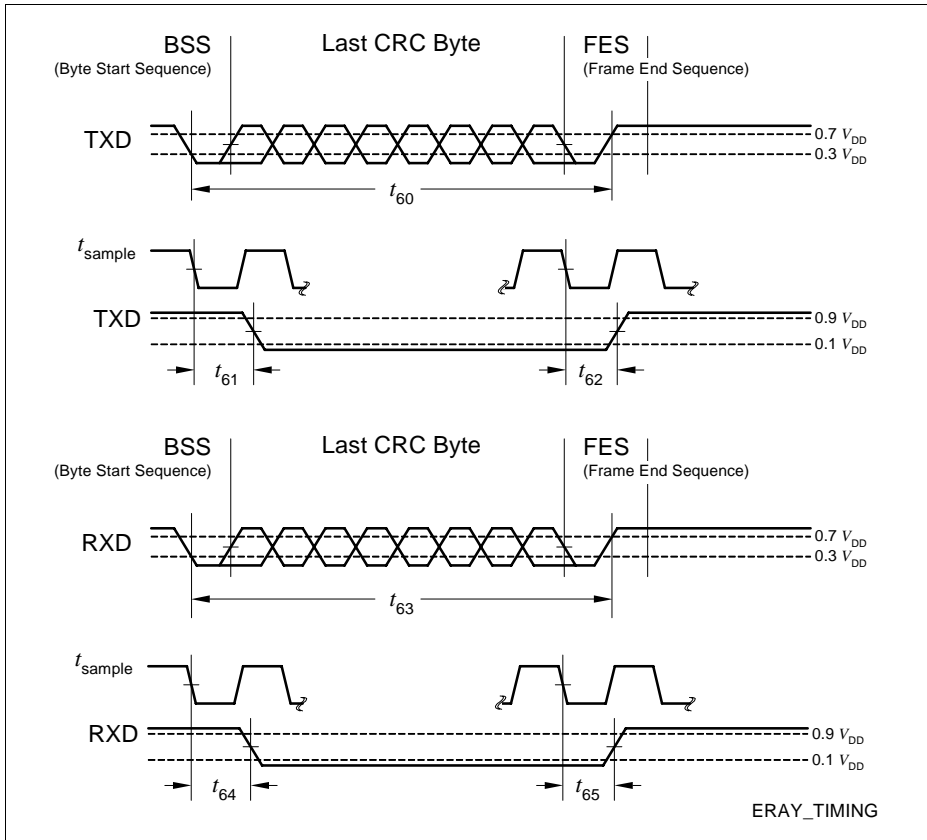 BSS Last CRC Byte FES
(Byte Start Sequence) (Frame End Sequence)
TXD
0.7 VDD
0.3 VDD
t60
tsample
TXD
0.9 VDD
0.1 VDD
t61 t62
BSS Last CRC Byte FES
(Byte Start Sequence) (Frame End Sequence)
RXD
0.7 VDD
0.3 VDD
t63
tsample
RXD
0.9 VDD
0.1 VDD
t64 t65
ERAY_TIMING